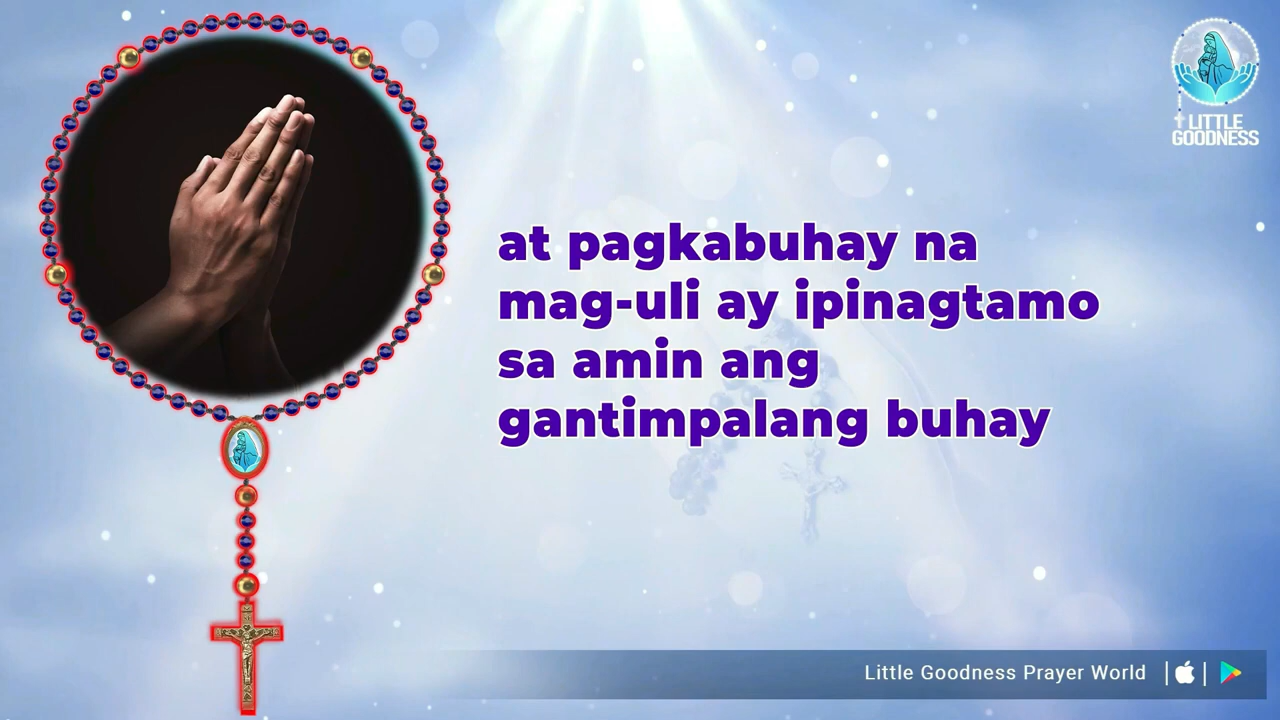 LITTLE
GOODNESS
at pagkabuhay na
mag-uli ay ipinagtamo
sa amin ang
gantimpalang buhay
Little Goodness Prayer World